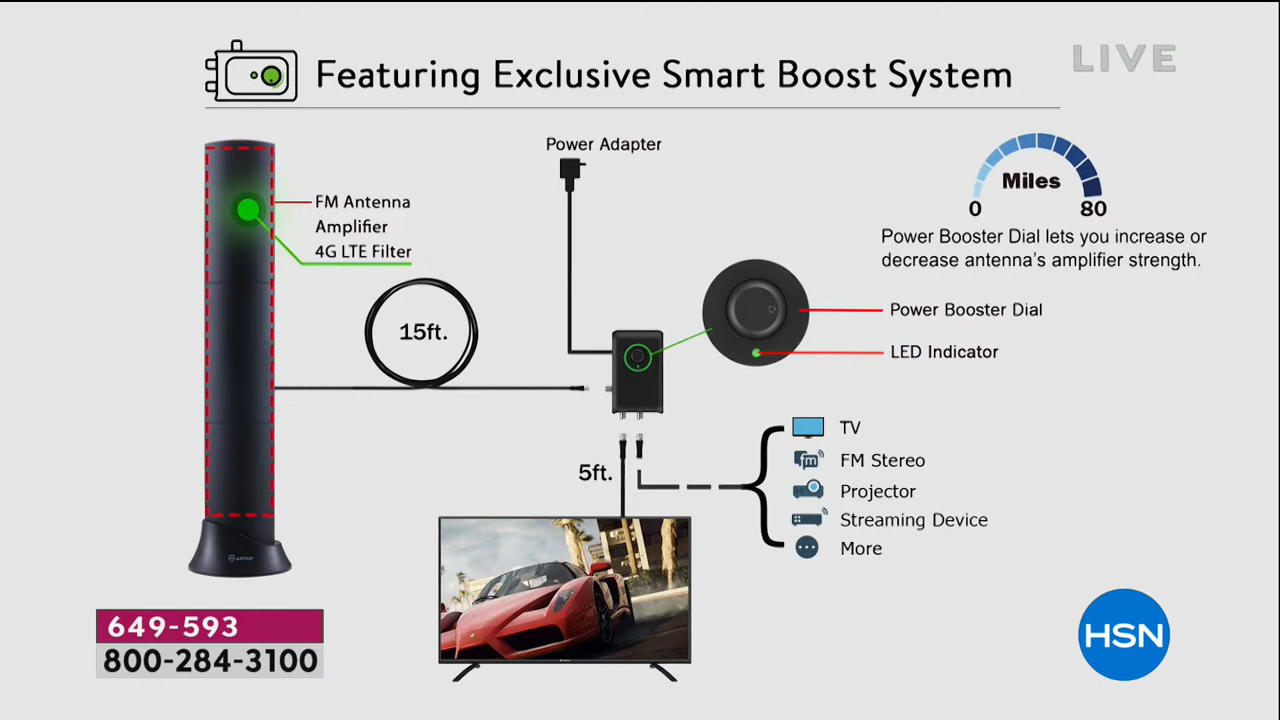 Featuring Exclusive Smart Boost System
LIVE
Power Adapter
Miles
0 80
FM Antenna
Amplifier
4G LTE Filter
Power Booster Dial lets you increase or
decrease antenna's amplifier strength.
15ft.
Power Booster Dial
LED Indicator
5ft.
TV
FM Stereo
Projector
Streaming Device
More
649-593
800-284-3100
HSN